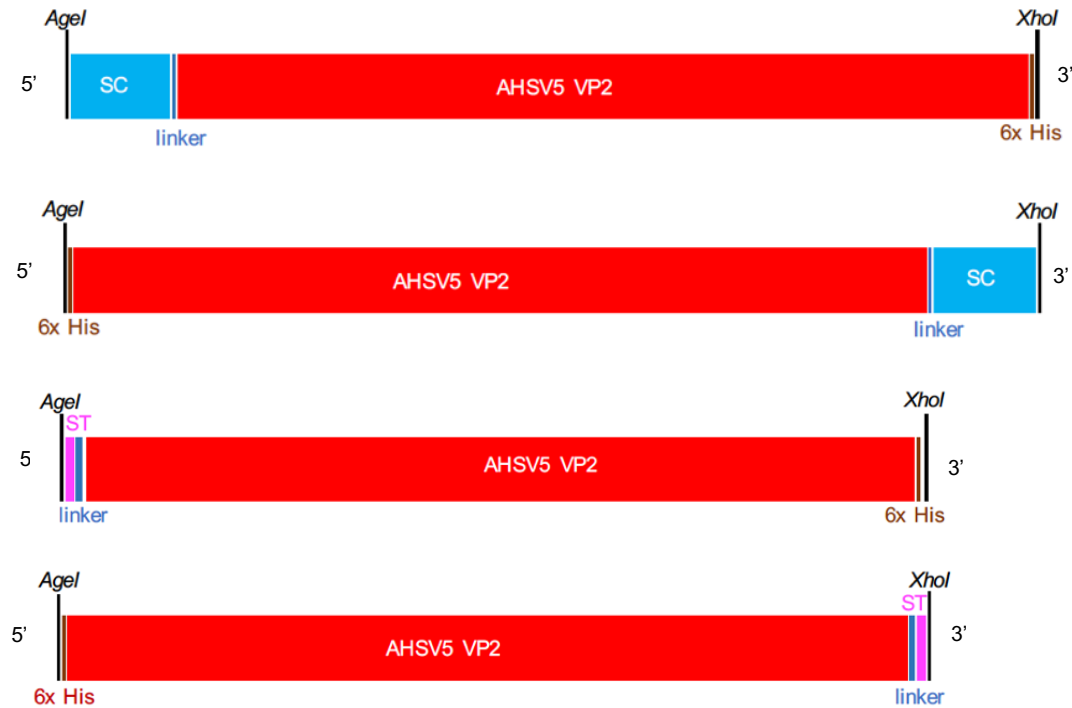 AgeI XhoI
5’ SC AHSV5 VP2 3’
linker 6x His
AgeI XhoI
5’ AHSV5 VP2 SC 3’
6x His linker
AgeI XhoI
ST
5 AHSV5 VP2 3’
linker 6x His
AgeI XhoI
ST
5’ AHSV5 VP2 3’
6x His linker